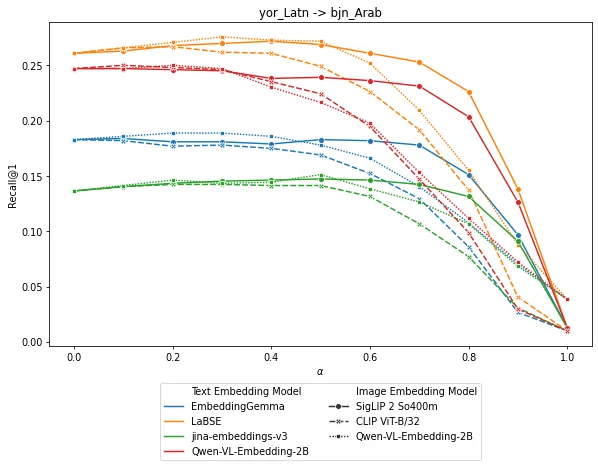 yor_Latn -> bjn_Arab
Recall@1
0.25
0.20
0.15
0.10
0.05
0.00
0.0 0.2 0.4 0.6 0.8 1.0
α
Text Embedding Model Image Embedding Model
EmbeddingGemma SigLIP 2 So400m
LaBSE CLIP ViT-B/32
jina-embeddings-v3 Qwen-VL-Embedding-2B
Qwen-VL-Embedding-2B